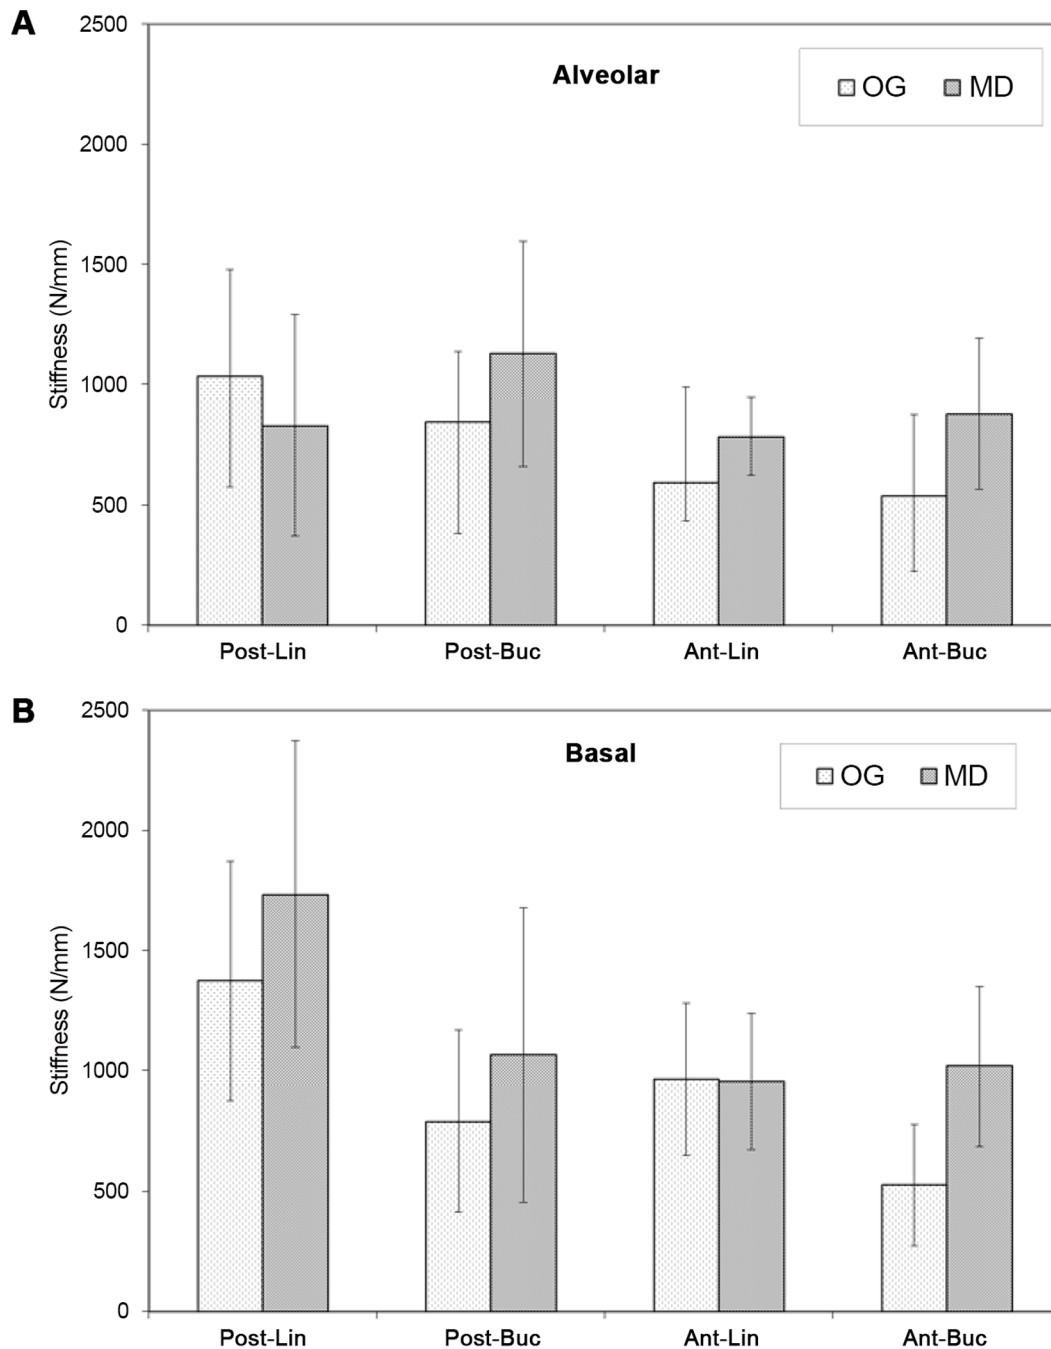 A
2500
Alveolar
OG MD
2000
1500
1000
500
0
Stiffness (N/mm)
Post-Lin Post-Buc Ant-Lin Ant-Buc
B
2500
Basal
OG MD
2000
1500
1000
500
0
Stiffness (N/mm)
Post-Lin Post-Buc Ant-Lin Ant-Buc